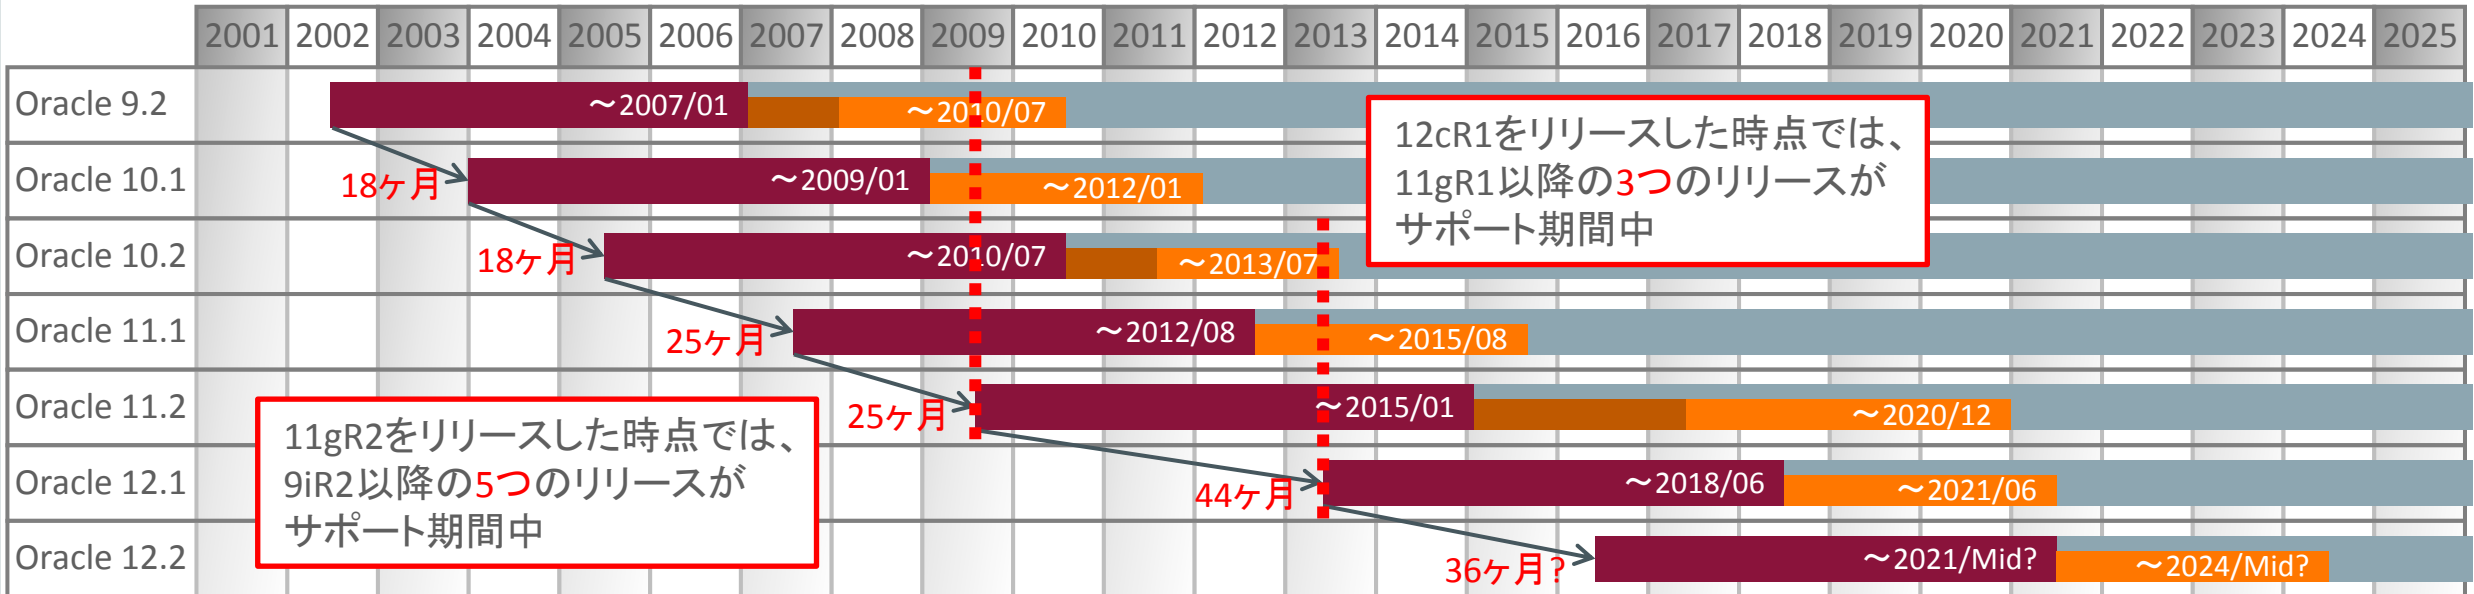 2001 2002 2003 2004 2005 2006 2007 2008 2009 2010 2011 2012 2013 2014 2015 2016 2017 2018 2019 2020 2021 2022 2023 2024 2025
Oracle 9.2 ～2007/01 ～2010/07
Oracle 10.1 18ヶ月 ～2009/01 ～2012/01
Oracle 10.2 18ヶ月 ～2010/07 ～2013/07
Oracle 11.1 25ヶ月 ～2012/08 ～2015/08
Oracle 11.2 25ヶ月 ～2015/01 ～2020/12
Oracle 12.1 44ヶ月 ～2018/06 ～2021/06
Oracle 12.2 36ヶ月? ～2021/Mid? ～2024/Mid?
12cR1をリリースした時点では、
11gR1以降の3つのリリースが
サポート期間中
11gR2をリリースした時点では、
9iR2以降の5つのリリースが
サポート期間中